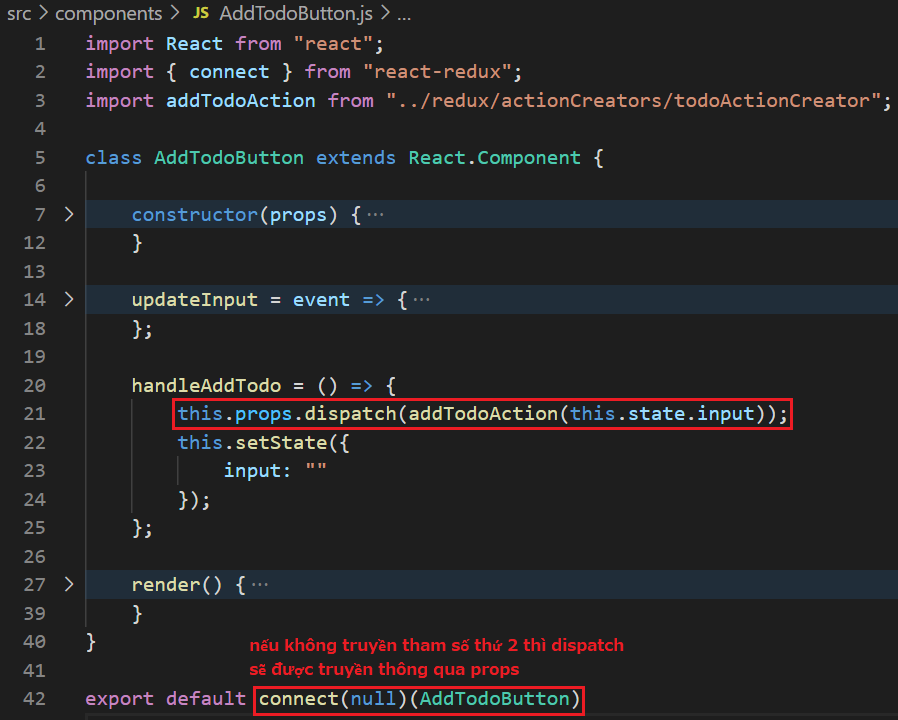 src > components > JS AddTodoButton.js > ...
1 import React from "react";
2 import { connect } from "react-redux";
3 import addTodoAction from "../redux/actionCreators/todoActionCreator";
4
5 class AddTodoButton extends React.Component {
6
7 > constructor(props) { ···
12 }
13
14 > updateInput = event => { ···
18 };
19
20 handleAddTodo = () => {
21 this.props.dispatch(addTodoAction(this.state.input));
22 this.setState({
23 input: ""
24 });
25 };
26
27 > render() { ···
39 }
40 }
nếu không truyền tham số thứ 2 thì dispatch
41
sẽ được truyền thông qua props
42 export default connect(null)(AddTodoButton)